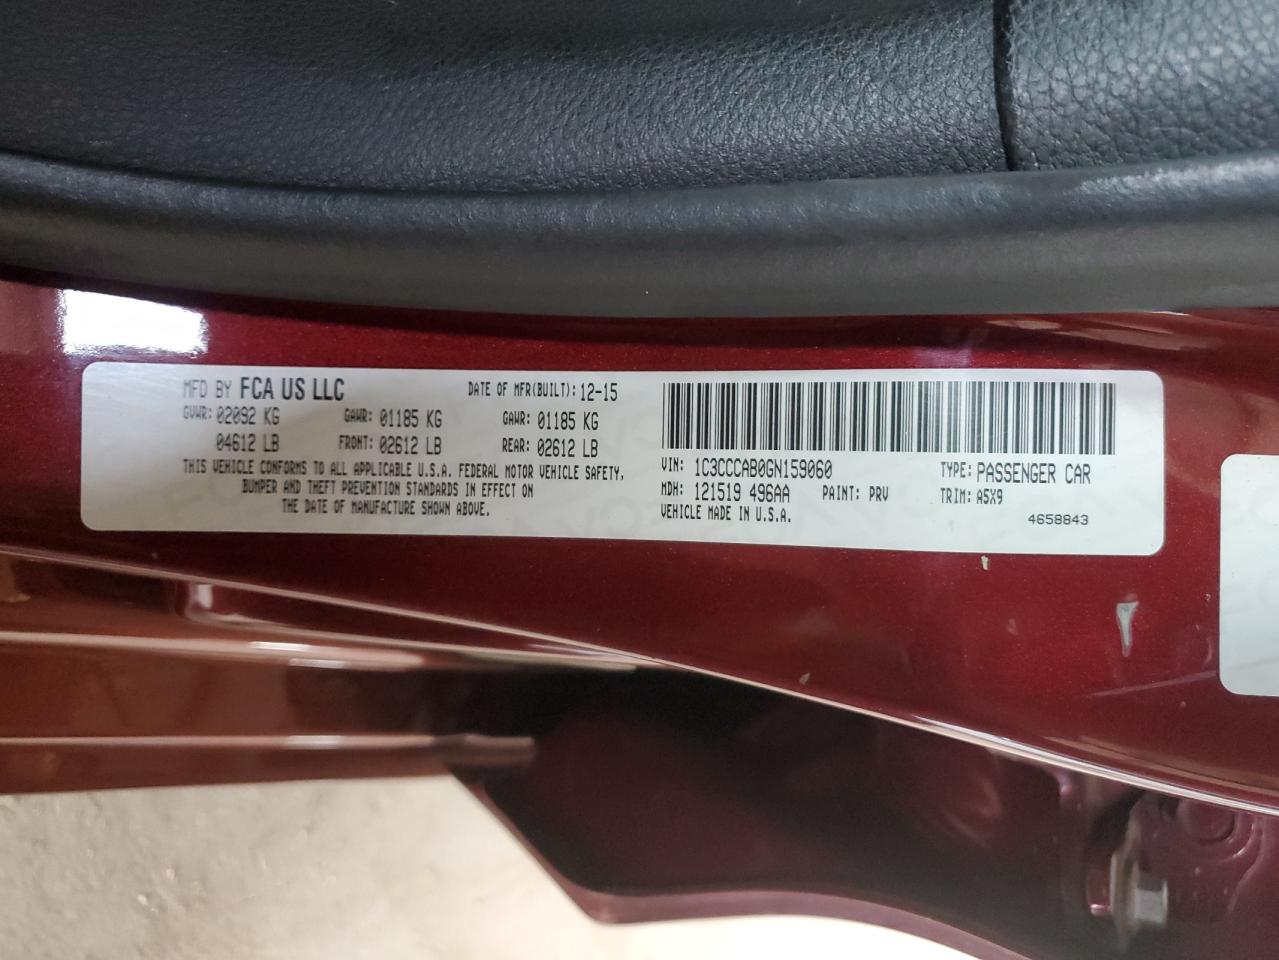 MFD BY FCA US LLC DATE OF MFR(BUILT): 12-15
GVWR: 02092 KG GAWR: 01185 KG GAWR: 01185 KG
04612 LB FRONT: 02612 LB REAR: 02612 LB
THIS VEHICLE CONFORMS TO ALL APPLICABLE U.S.A. FEDERAL MOTOR VEHICLE SAFETY,
BUMPER AND THEFT PREVENTION STANDARDS IN EFFECT ON
THE DATE OF MANUFACTURE SHOWN ABOVE.
VIN: 1C3CCCAB0GN159060 TYPE: PASSENGER CAR
MDH: 121519 496AA PAINT: PRV TRIM: A5X9
VEHICLE MADE IN U.S.A. 4658843